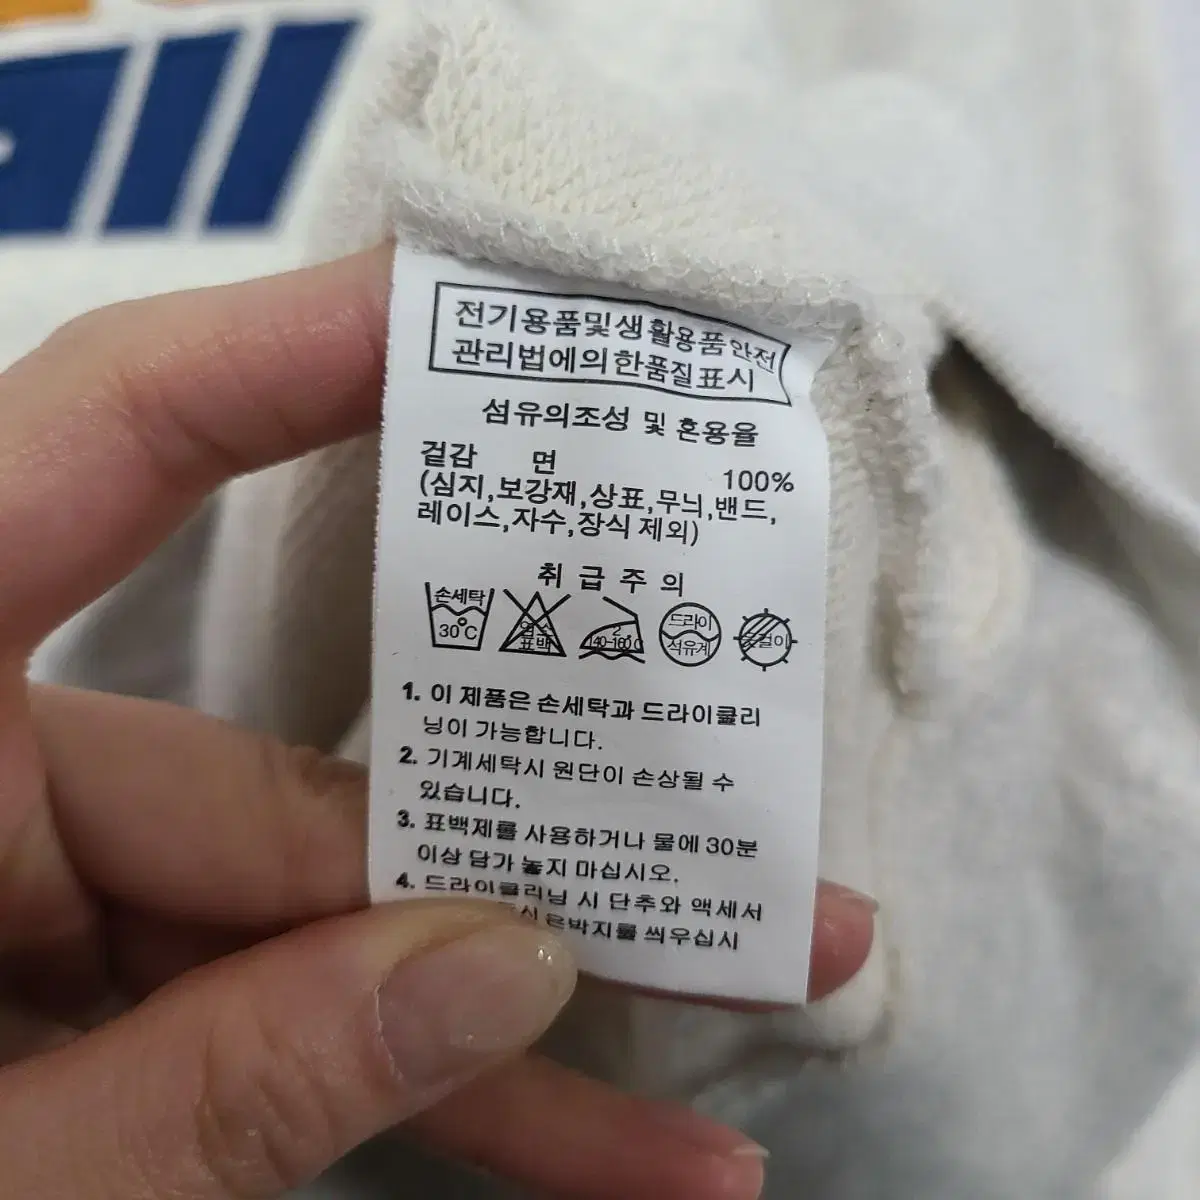 전기용품및생활용품안전
관리법에의한품질표시
섬유의조성 및 혼용율
겉감 면 100%
(심지,보강재,상표,무늬,밴드,
레이스,자수,장식 제외)
취 급 주 의
손세탁
30°C
염소
표백
2
140-160°C
드라이
석유계
옷걸이
1. 이 제품은 손세탁과 드라이클리
닝이 가능합니다.
2. 기계세탁시 원단이 손상될 수
있습니다.
3. 표백제를 사용하거나 물에 30분
이상 담가 놓지 마십시오.
4. 드라이클리닝 시 단추와 액세서
은박지를 씌우십시